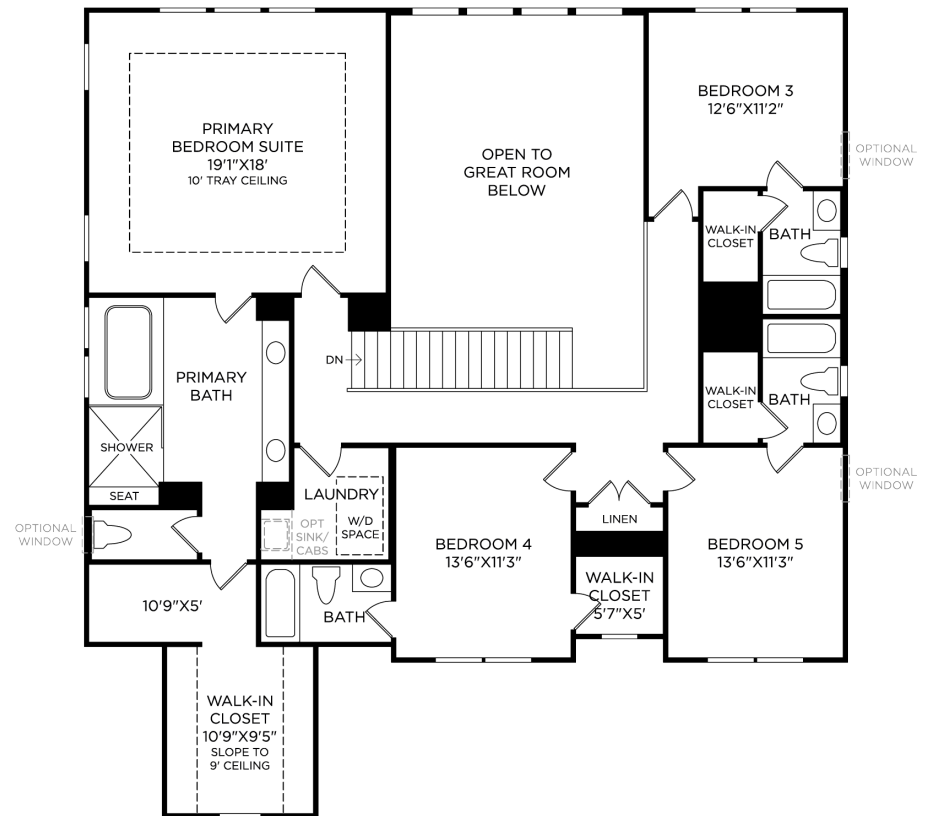 PRIMARY
BEDROOM SUITE
19'1"X18'
10' TRAY CEILING
OPEN TO
GREAT ROOM
BELOW
BEDROOM 3
12'6"X11'2"
OPTIONAL
WINDOW
WALK-IN
CLOSET
BATH
DN
PRIMARY
BATH
WALK-IN
CLOSET
BATH
SHOWER
SEAT
LAUNDRY
W/D
SPACE
OPT
SINK/
CABS
OPTIONAL
WINDOW
OPTIONAL
WINDOW
LINEN
BEDROOM 4
13'6"X11'3"
BEDROOM 5
13'6"X11'3"
WALK-IN
CLOSET
5'7"X5'
10'9"X5'
BATH
WALK-IN
CLOSET
10'9"X9'5"
SLOPE TO
9' CEILING